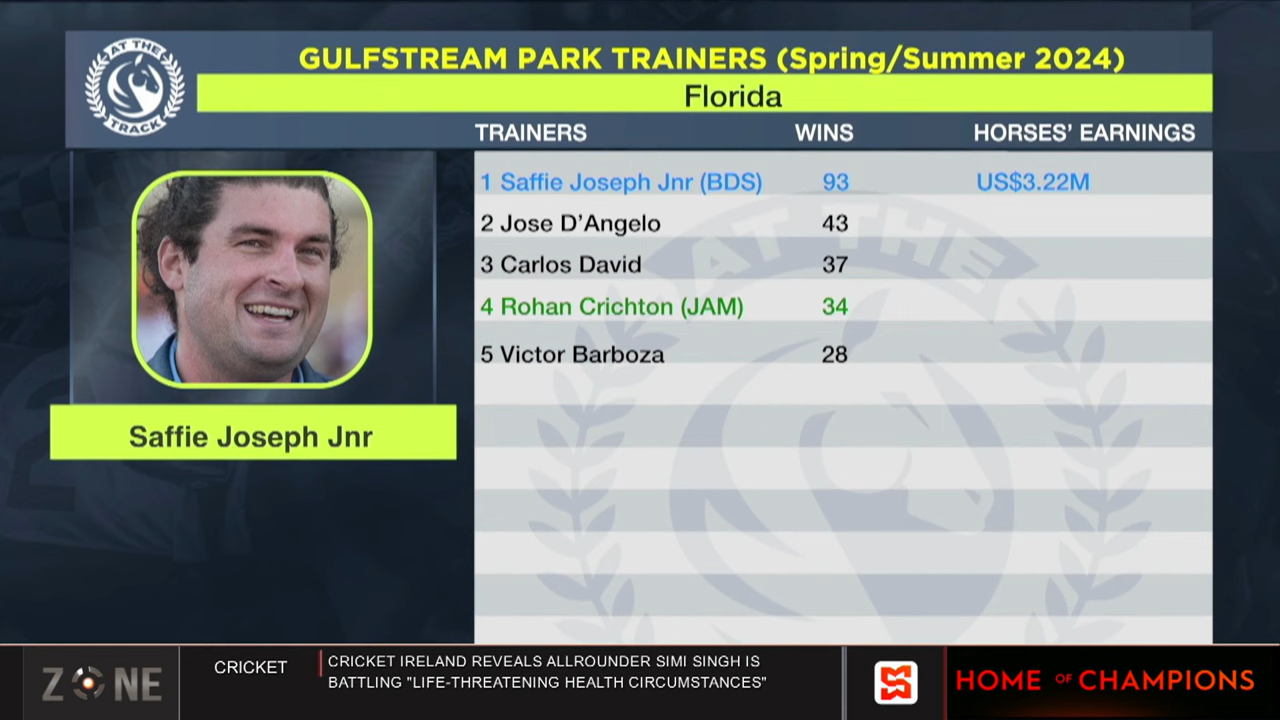 AT THE
TRACK
GULFSTREAM PARK TRAINERS (Spring/Summer 2024)
Florida
TRAINERS WINS HORSES' EARNINGS
1 Saffie Joseph Jnr (BDS) 93 US$3.22M
2 Jose D'Angelo 43
3 Carlos David 37
4 Rohan Crichton (JAM) 34
5 Victor Barboza 28
AT THE
Saffie Joseph Jnr
ZONE
CRICKET
CRICKET IRELAND REVEALS ALLROUNDER SIMI SINGH IS
BATTLING "LIFE-THREATENING HEALTH CIRCUMSTANCES"
HOME OF CHAMPIONS